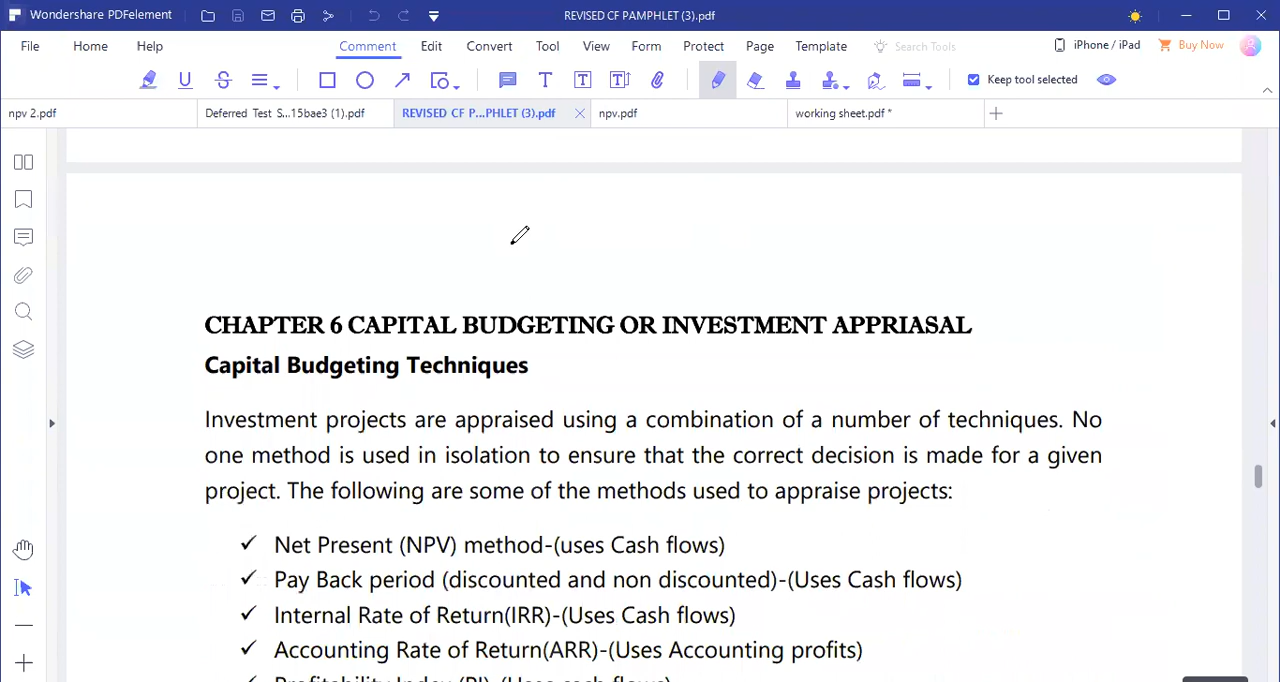 Wondershare PDFelement
REVISED CF PAMPHLET (3).pdf
File Home Help Comment Edit Convert Tool View Form Protect Page Template Search Tools iPhone / iPad Buy Now
Keep tool selected
npv 2.pdf Deferred Test S...15bae3 (1).pdf REVISED CF P...PHLET (3).pdf npv.pdf working sheet.pdf *
CHAPTER 6 CAPITAL BUDGETING OR INVESTMENT APPRIASAL
Capital Budgeting Techniques
Investment projects are appraised using a combination of a number of techniques. No
one method is used in isolation to ensure that the correct decision is made for a given
project. The following are some of the methods used to appraise projects:
✓ Net Present (NPV) method-(uses Cash flows)
✓ Pay Back period (discounted and non discounted)-(Uses Cash flows)
✓ Internal Rate of Return(IRR)-(Uses Cash flows)
✓ Accounting Rate of Return(ARR)-(Uses Accounting profits)
✓ Profitability Index (PI)-(Uses cash flows)